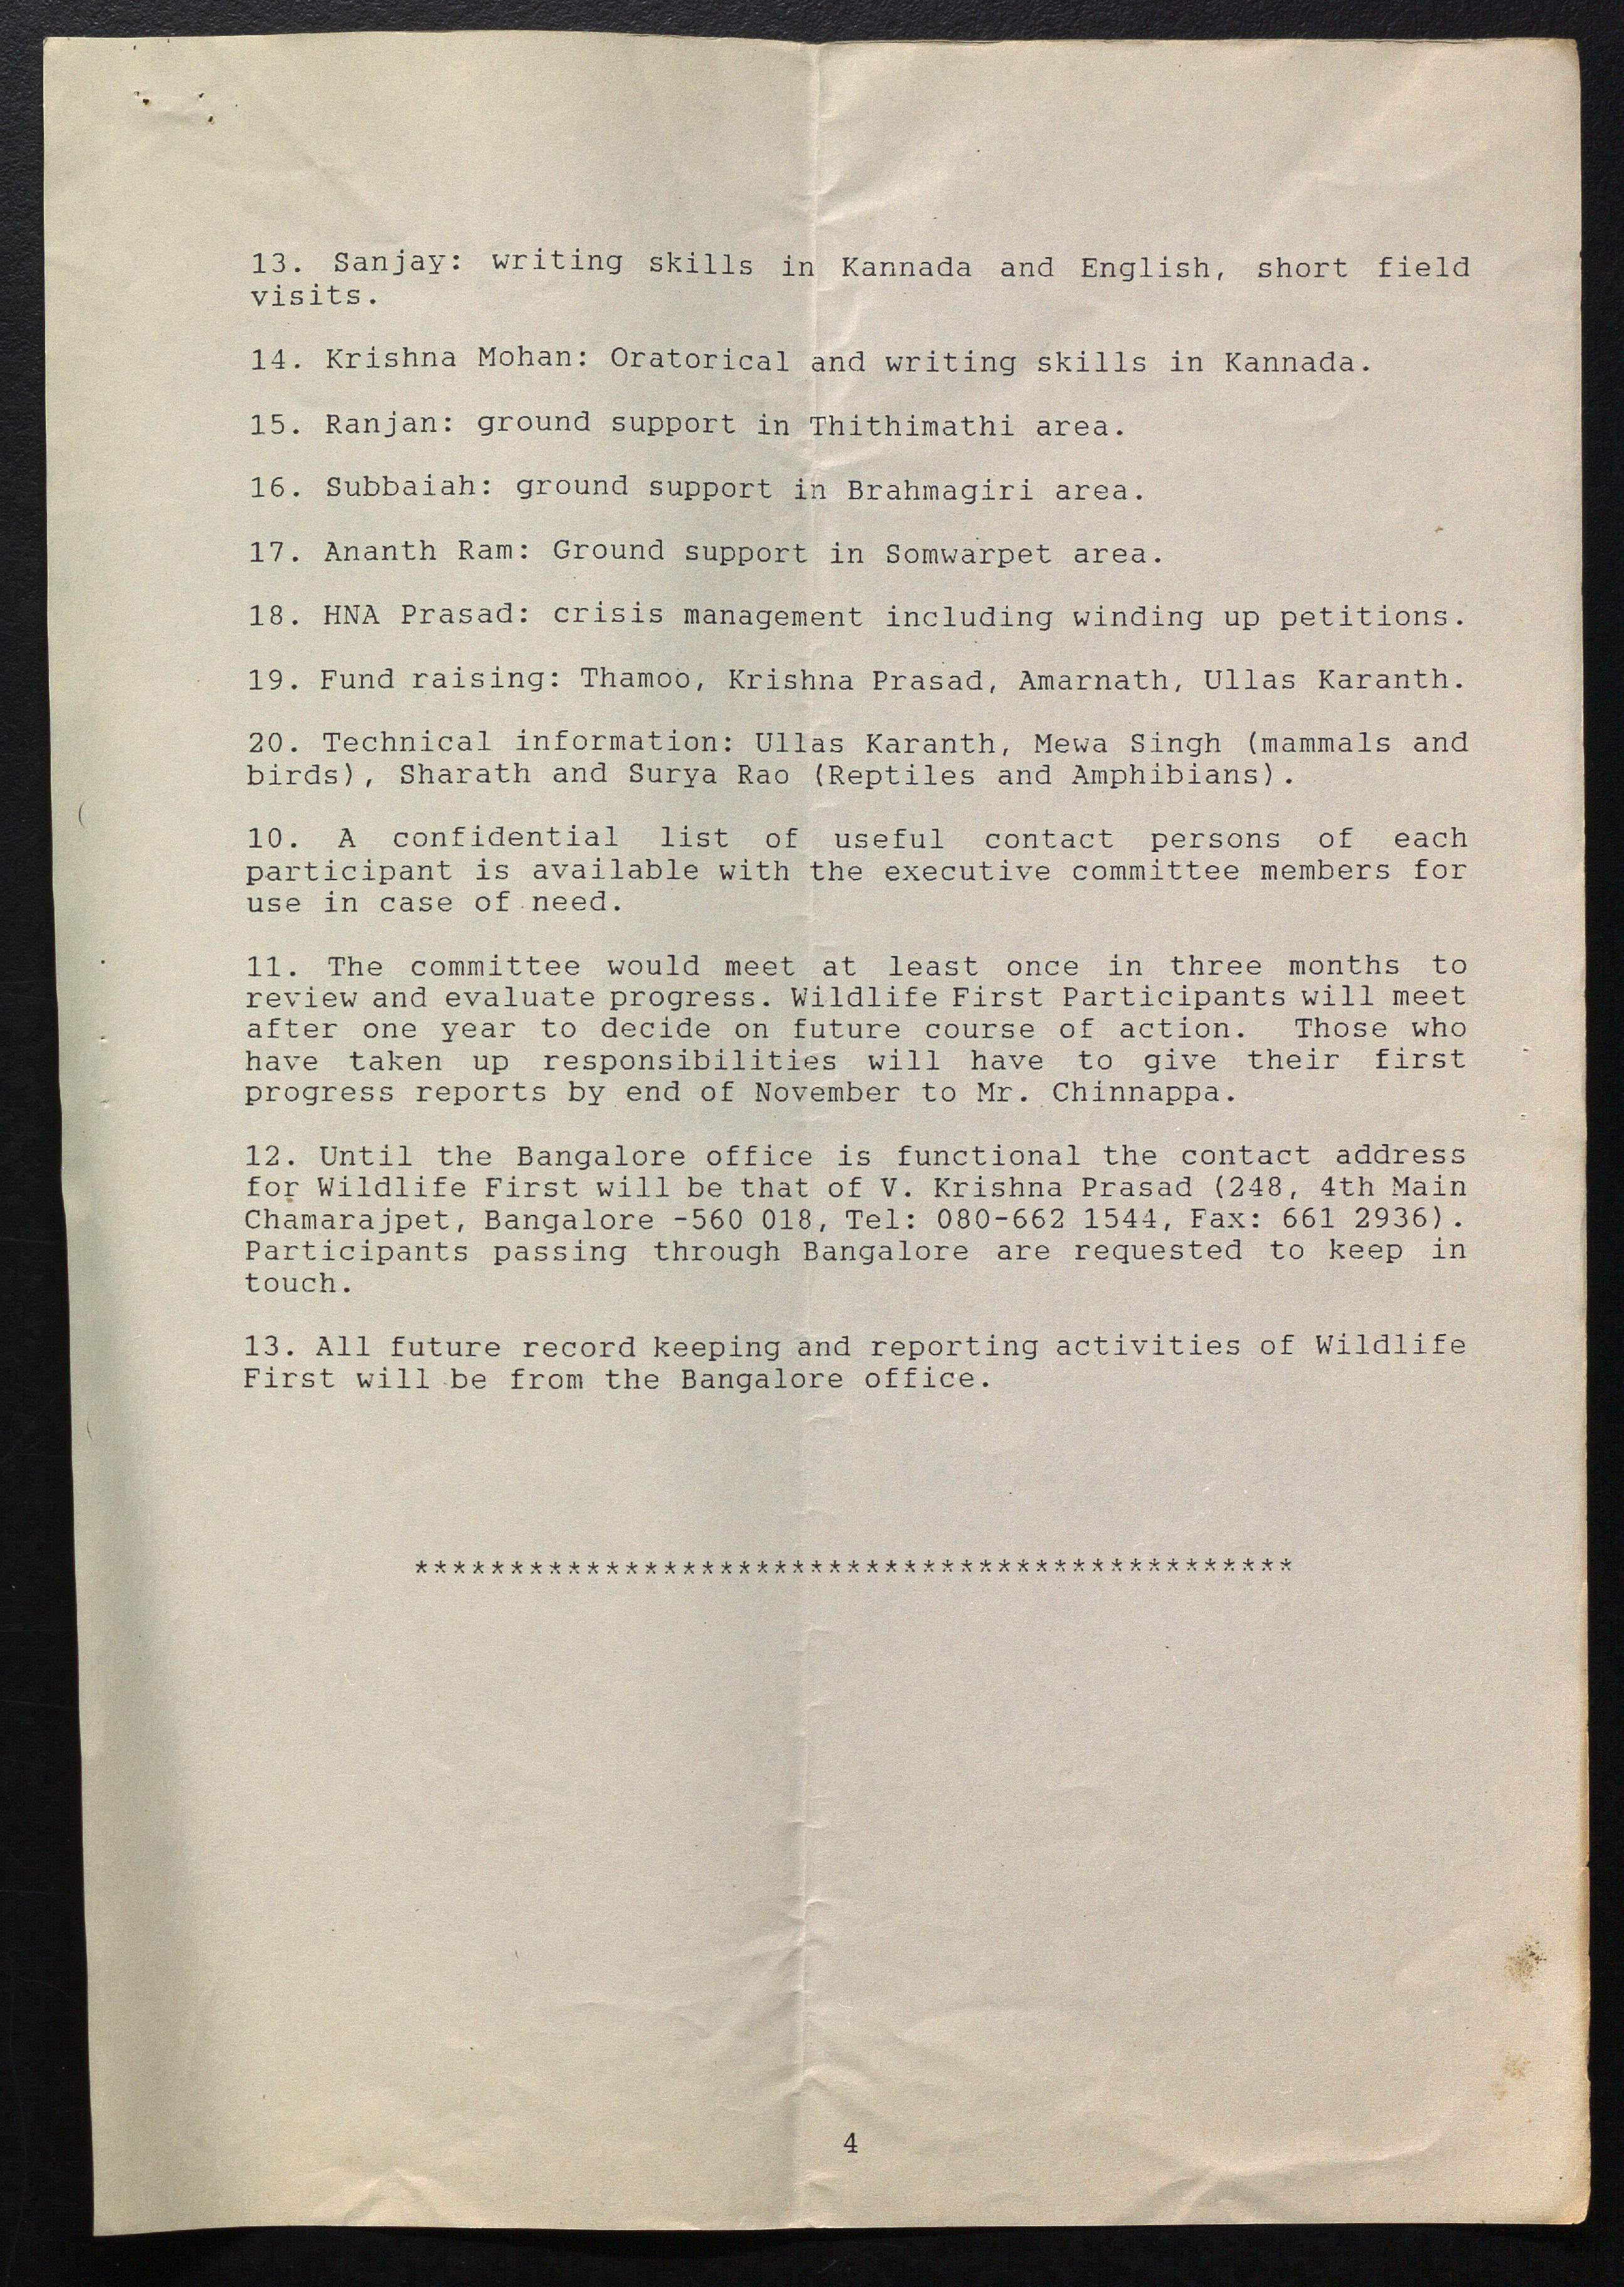 13. Sanjay: writing skills in Kannada and English, short field
visits.
14. Krishna Mohan: Oratorical and writing skills in Kannada.
15. Ranjan: ground support in Thithimathi area.
16. Subbaiah: ground support in Brahmagiri area.
17. Ananth Ram: Ground support in Somwarpet area.
18. HNA Prasad: crisis management including winding up petitions.
19. Fund raising: Thamoo, Krishna Prasad, Amarnath, Ullas Karanth.
20. Technical information: Ullas Karanth, Mewa Singh (mammals and
birds), Sharath and Surya Rao (Reptiles and Amphibians).
10. A confidential list of useful contact persons of each
participant is available with the executive committee members for
use in case of need.
11. The committee would meet at least once in three months to
review and evaluate progress. Wildlife First Participants will meet
after one year to decide on future course of action. Those who
have taken up responsibilities will have to give their first
progress reports by end of November to Mr. Chinnappa.
12. Until the Bangalore office is functional the contact address
for Wildlife First will be that of V. Krishna Prasad (248, 4th Main
Chamarajpet, Bangalore -560 018, Tel: 080-662 1544, Fax: 661 2936).
Participants passing through Bangalore are requested to keep in
touch.
13. All future record keeping and reporting activities of Wildlife
First will be from the Bangalore office.
***********************************************
4